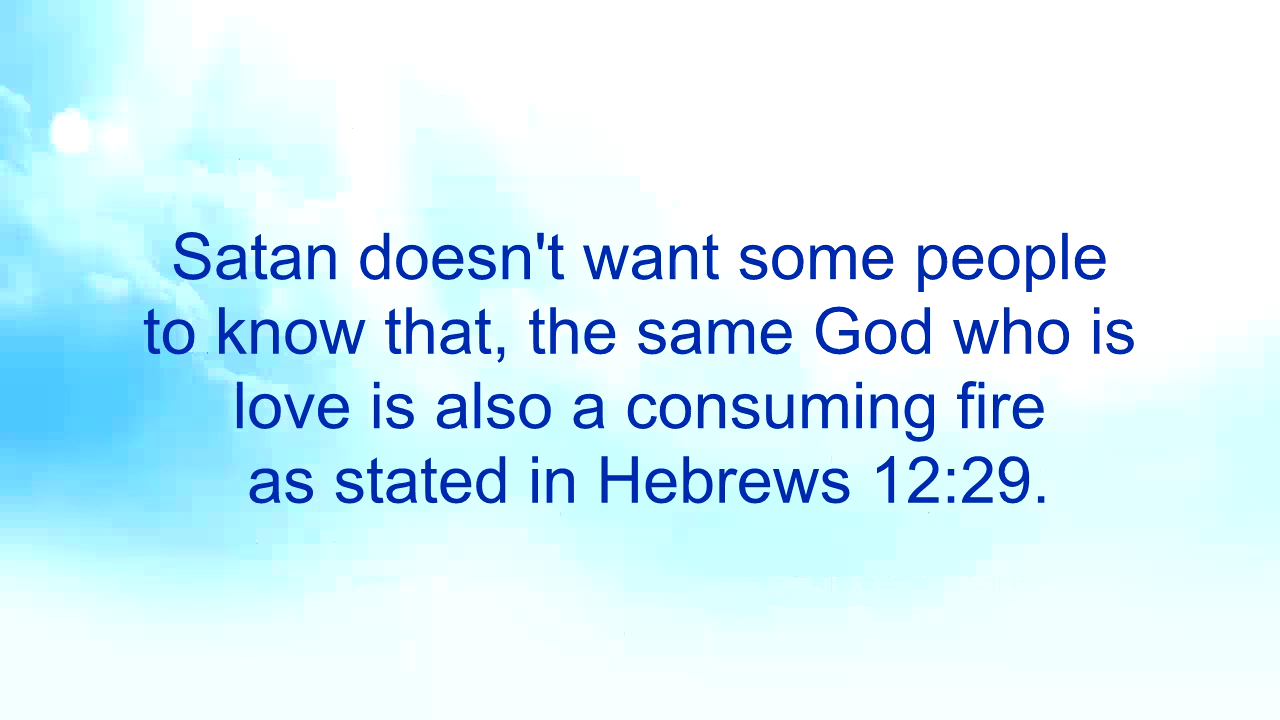 Satan doesn't want some people
to know that, the same God who is
love is also a consuming fire
as stated in Hebrews 12:29.